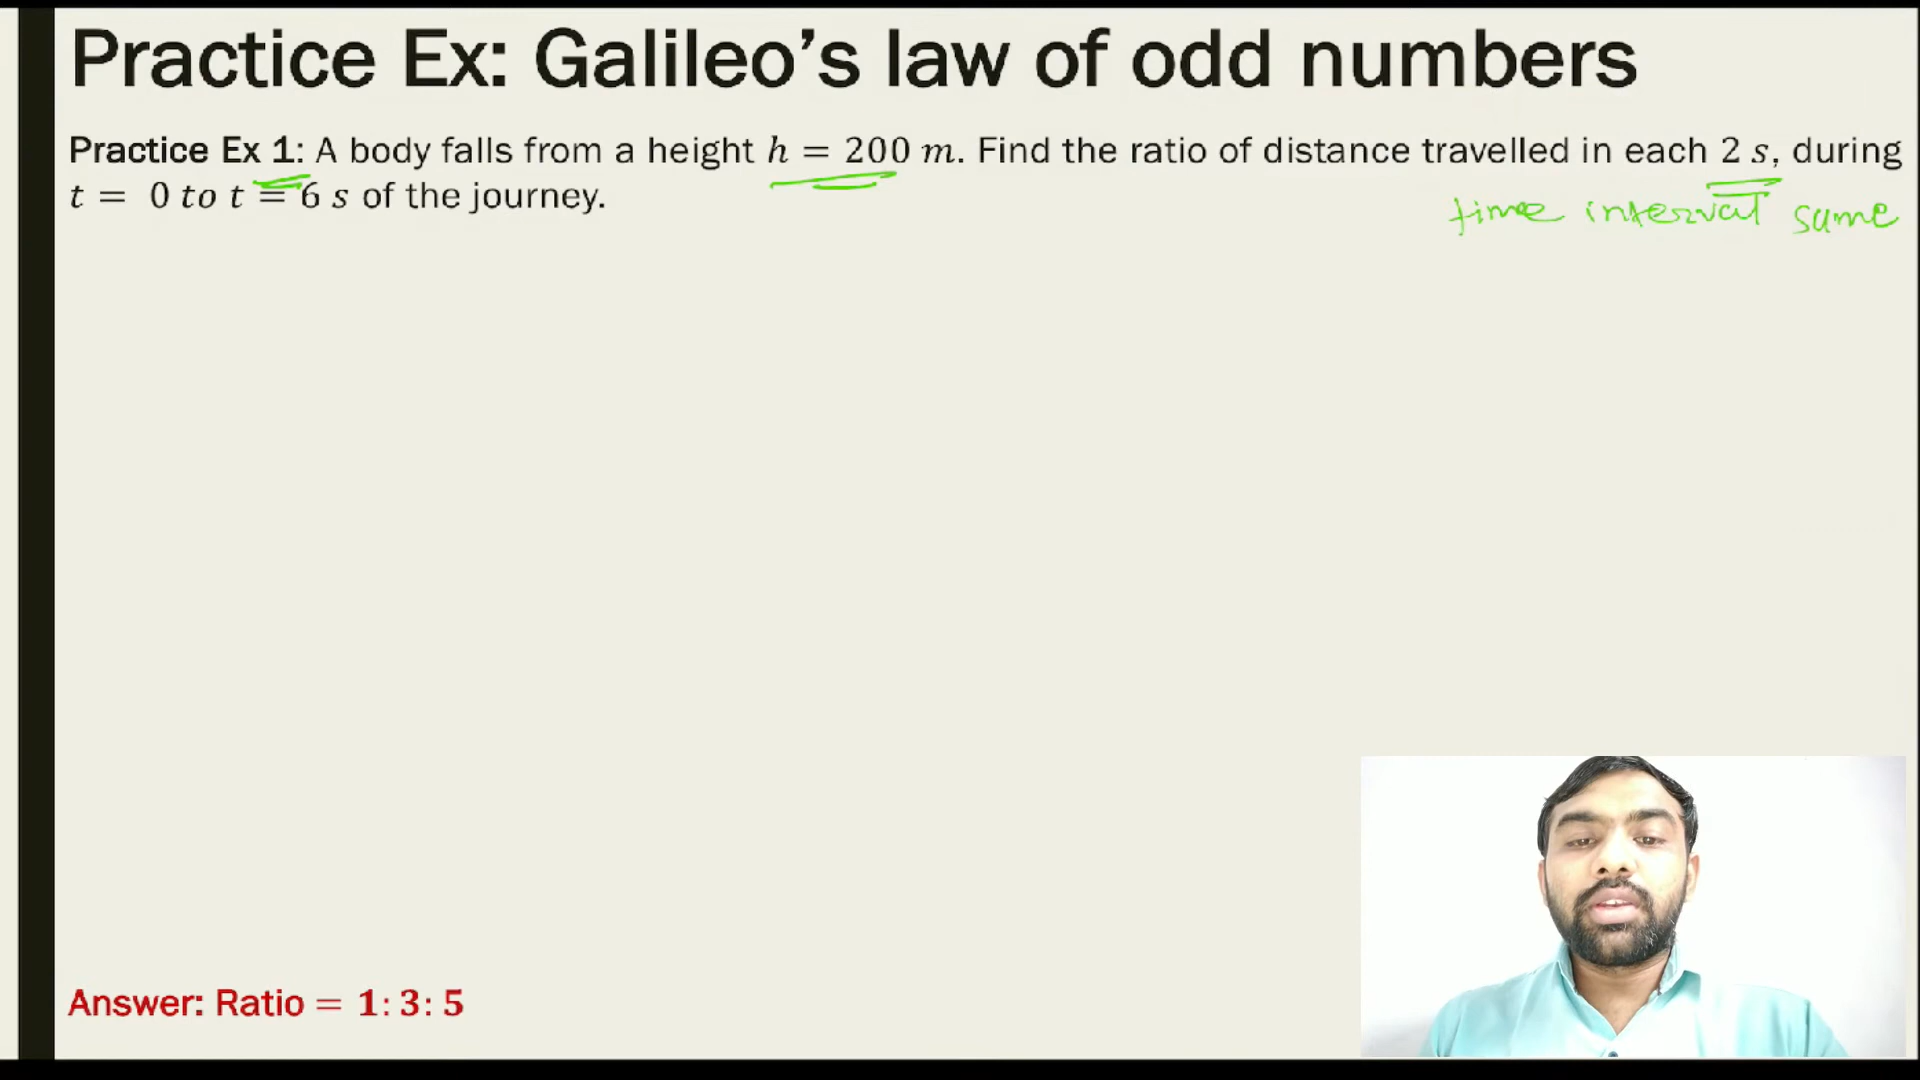 Practice Ex: Galileo’s law of odd numbers
Practice Ex 1: A body falls from a height h = 200 m. Find the ratio of distance travelled in each 2 s, during
t = 0 to t = 6 s of the journey.
time interval same
Answer: Ratio = 1: 3: 5